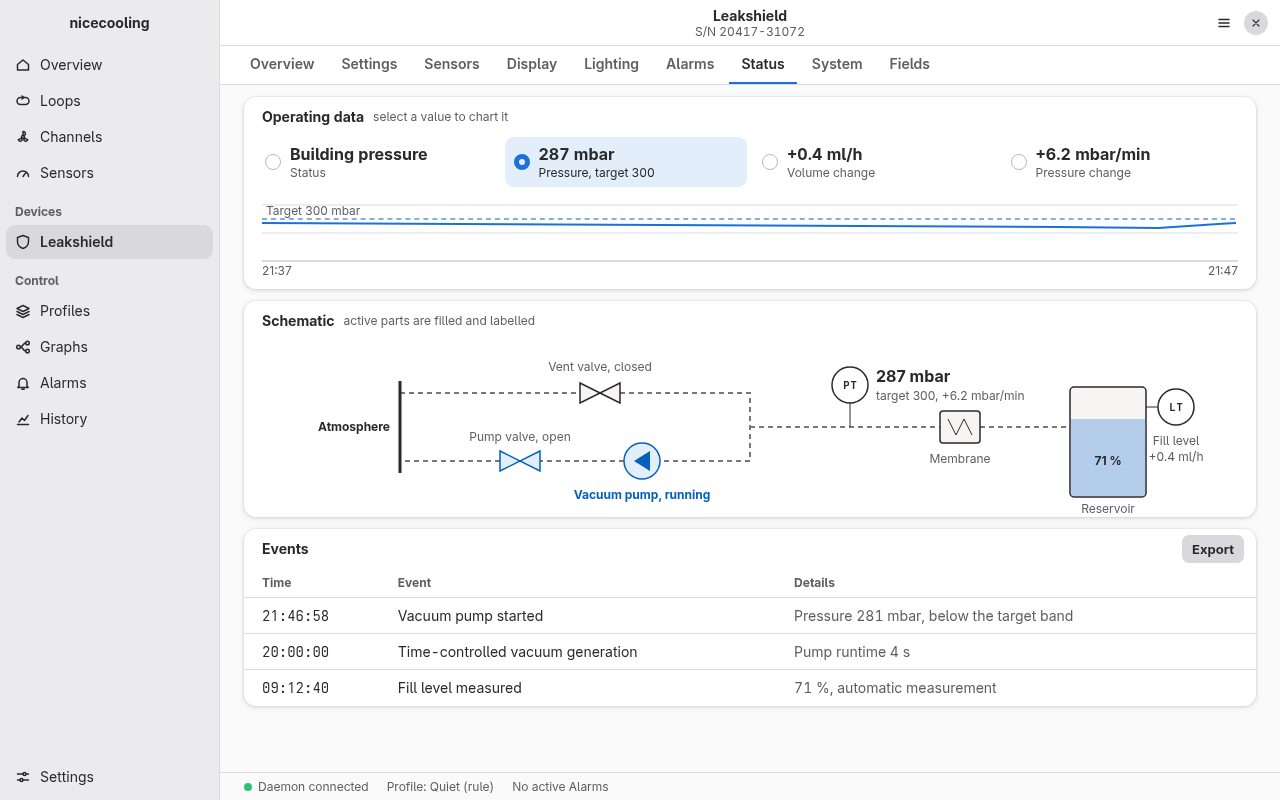 nicecooling
Overview
Loops
Channels
Sensors
Devices
Leakshield
Control
Profiles
Graphs
Alarms
History
Settings
Leakshield
S/N 20417-31072
Overview Settings Sensors Display Lighting Alarms Status System Fields
Operating data select a value to chart it
Building pressure
Status
287 mbar
Pressure, target 300
+0.4 ml/h
Volume change
+6.2 mbar/min
Pressure change
Target 300 mbar
21:37 21:47
Schematic active parts are filled and labelled
Vent valve, closed
Atmosphere
Pump valve, open
Vacuum pump, running
PT
287 mbar
target 300, +6.2 mbar/min
Membrane
71 %
Reservoir
LT
Fill level
+0.4 ml/h
Events
Export
Time Event Details
21:46:58 Vacuum pump started Pressure 281 mbar, below the target band
20:00:00 Time-controlled vacuum generation Pump runtime 4 s
09:12:40 Fill level measured 71 %, automatic measurement
Daemon connected Profile: Quiet (rule) No active Alarms